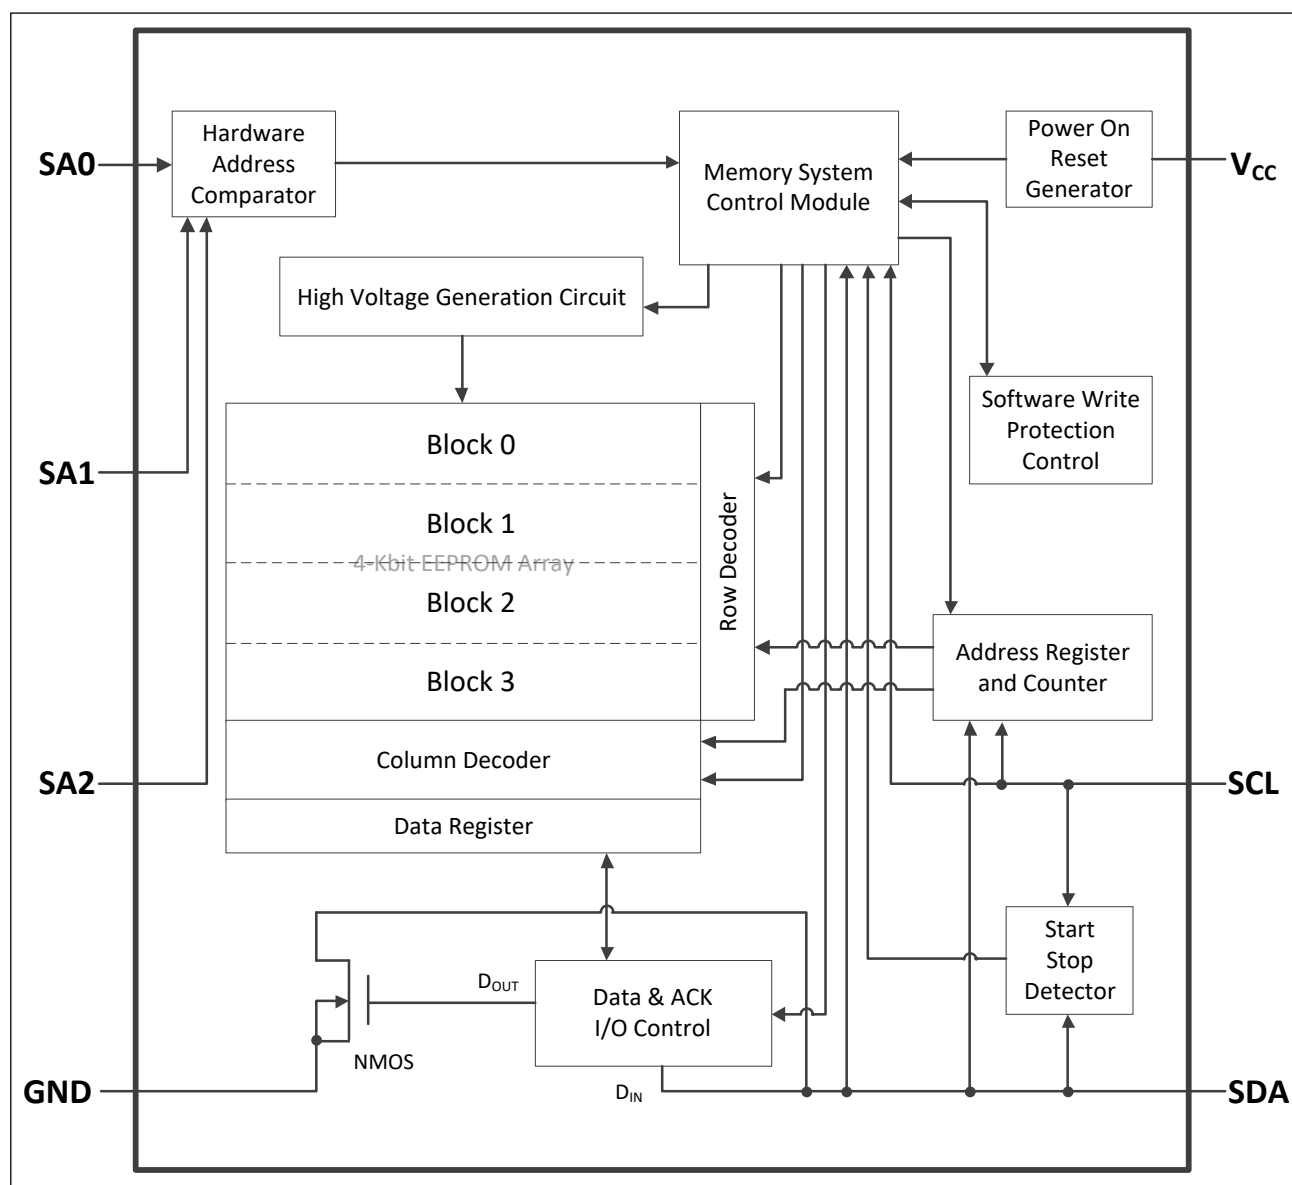 SA0
Hardware
Address
Comparator
Memory System
Control Module
Power On
Reset
Generator
VCC
High Voltage Generation Circuit
Software Write
Protection
Control
SA1
Block 0
Block 1
4-Kbit EEPROM Array
Block 2
Block 3
Row Decoder
Address Register
and Counter
SA2
Column Decoder
SCL
Data Register
Start
Stop
Detector
DOUT
Data & ACK
I/O Control
NMOS
GND
DIN
SDA